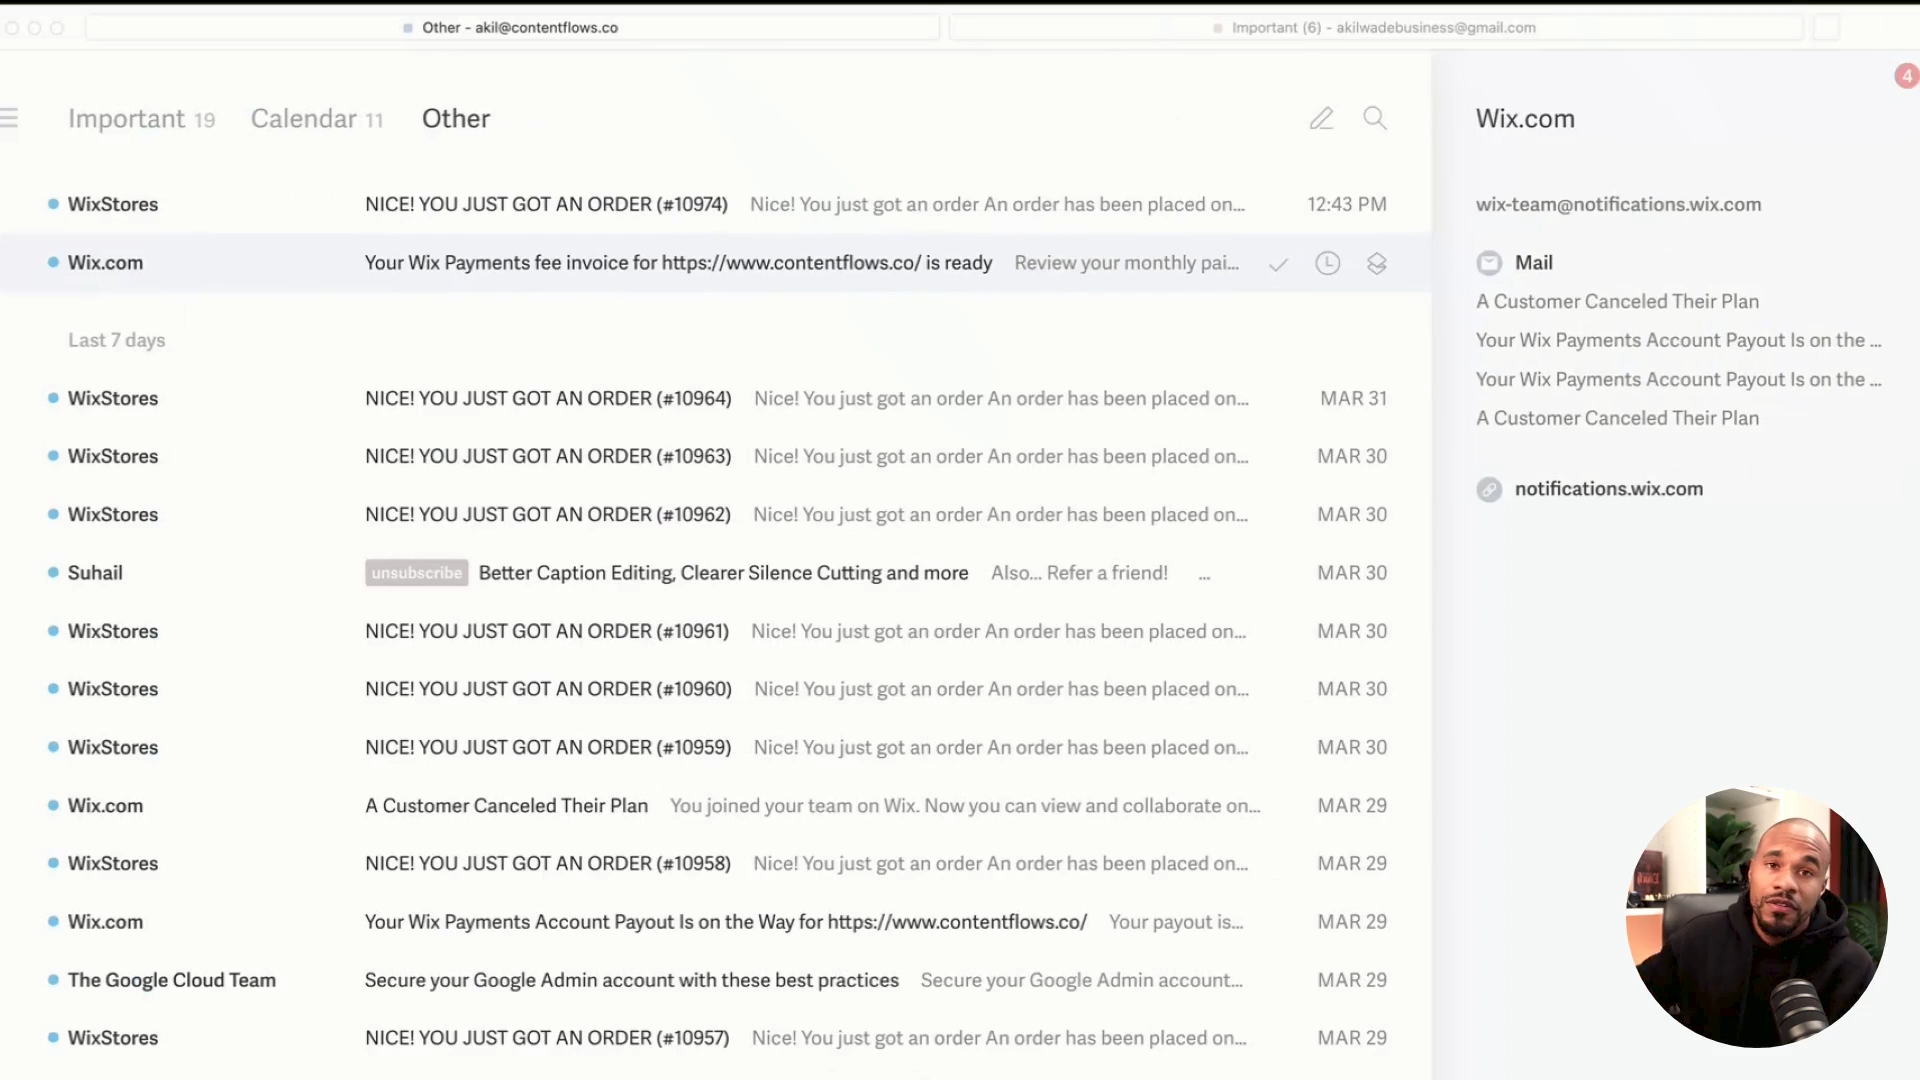 Other - akil@contentflows.co
Important (6) - akilwadebusiness@gmail.com
4
Important 19 Calendar 11 Other
WixStores NICE! YOU JUST GOT AN ORDER (#10974) Nice! You just got an order An order has been placed on... 12:43 PM
Wix.com Your Wix Payments fee invoice for https://www.contentflows.co/ is ready Review your monthly pai...
Last 7 days
WixStores NICE! YOU JUST GOT AN ORDER (#10964) Nice! You just got an order An order has been placed on... MAR 31
WixStores NICE! YOU JUST GOT AN ORDER (#10963) Nice! You just got an order An order has been placed on... MAR 30
WixStores NICE! YOU JUST GOT AN ORDER (#10962) Nice! You just got an order An order has been placed on... MAR 30
Suhail unsubscribe Better Caption Editing, Clearer Silence Cutting and more Also... Refer a friend! ... MAR 30
WixStores NICE! YOU JUST GOT AN ORDER (#10961) Nice! You just got an order An order has been placed on... MAR 30
WixStores NICE! YOU JUST GOT AN ORDER (#10960) Nice! You just got an order An order has been placed on... MAR 30
WixStores NICE! YOU JUST GOT AN ORDER (#10959) Nice! You just got an order An order has been placed on... MAR 30
Wix.com A Customer Canceled Their Plan You joined your team on Wix. Now you can view and collaborate on... MAR 29
WixStores NICE! YOU JUST GOT AN ORDER (#10958) Nice! You just got an order An order has been placed on... MAR 29
Wix.com Your Wix Payments Account Payout Is on the Way for https://www.contentflows.co/ Your payout is... MAR 29
The Google Cloud Team Secure your Google Admin account with these best practices Secure your Google Admin account... MAR 29
WixStores NICE! YOU JUST GOT AN ORDER (#10957) Nice! You just got an order An order has been placed on... MAR 29
Wix.com
wix-team@notifications.wix.com
Mail
A Customer Canceled Their Plan
Your Wix Payments Account Payout Is on the ...
Your Wix Payments Account Payout Is on the ...
A Customer Canceled Their Plan
notifications.wix.com